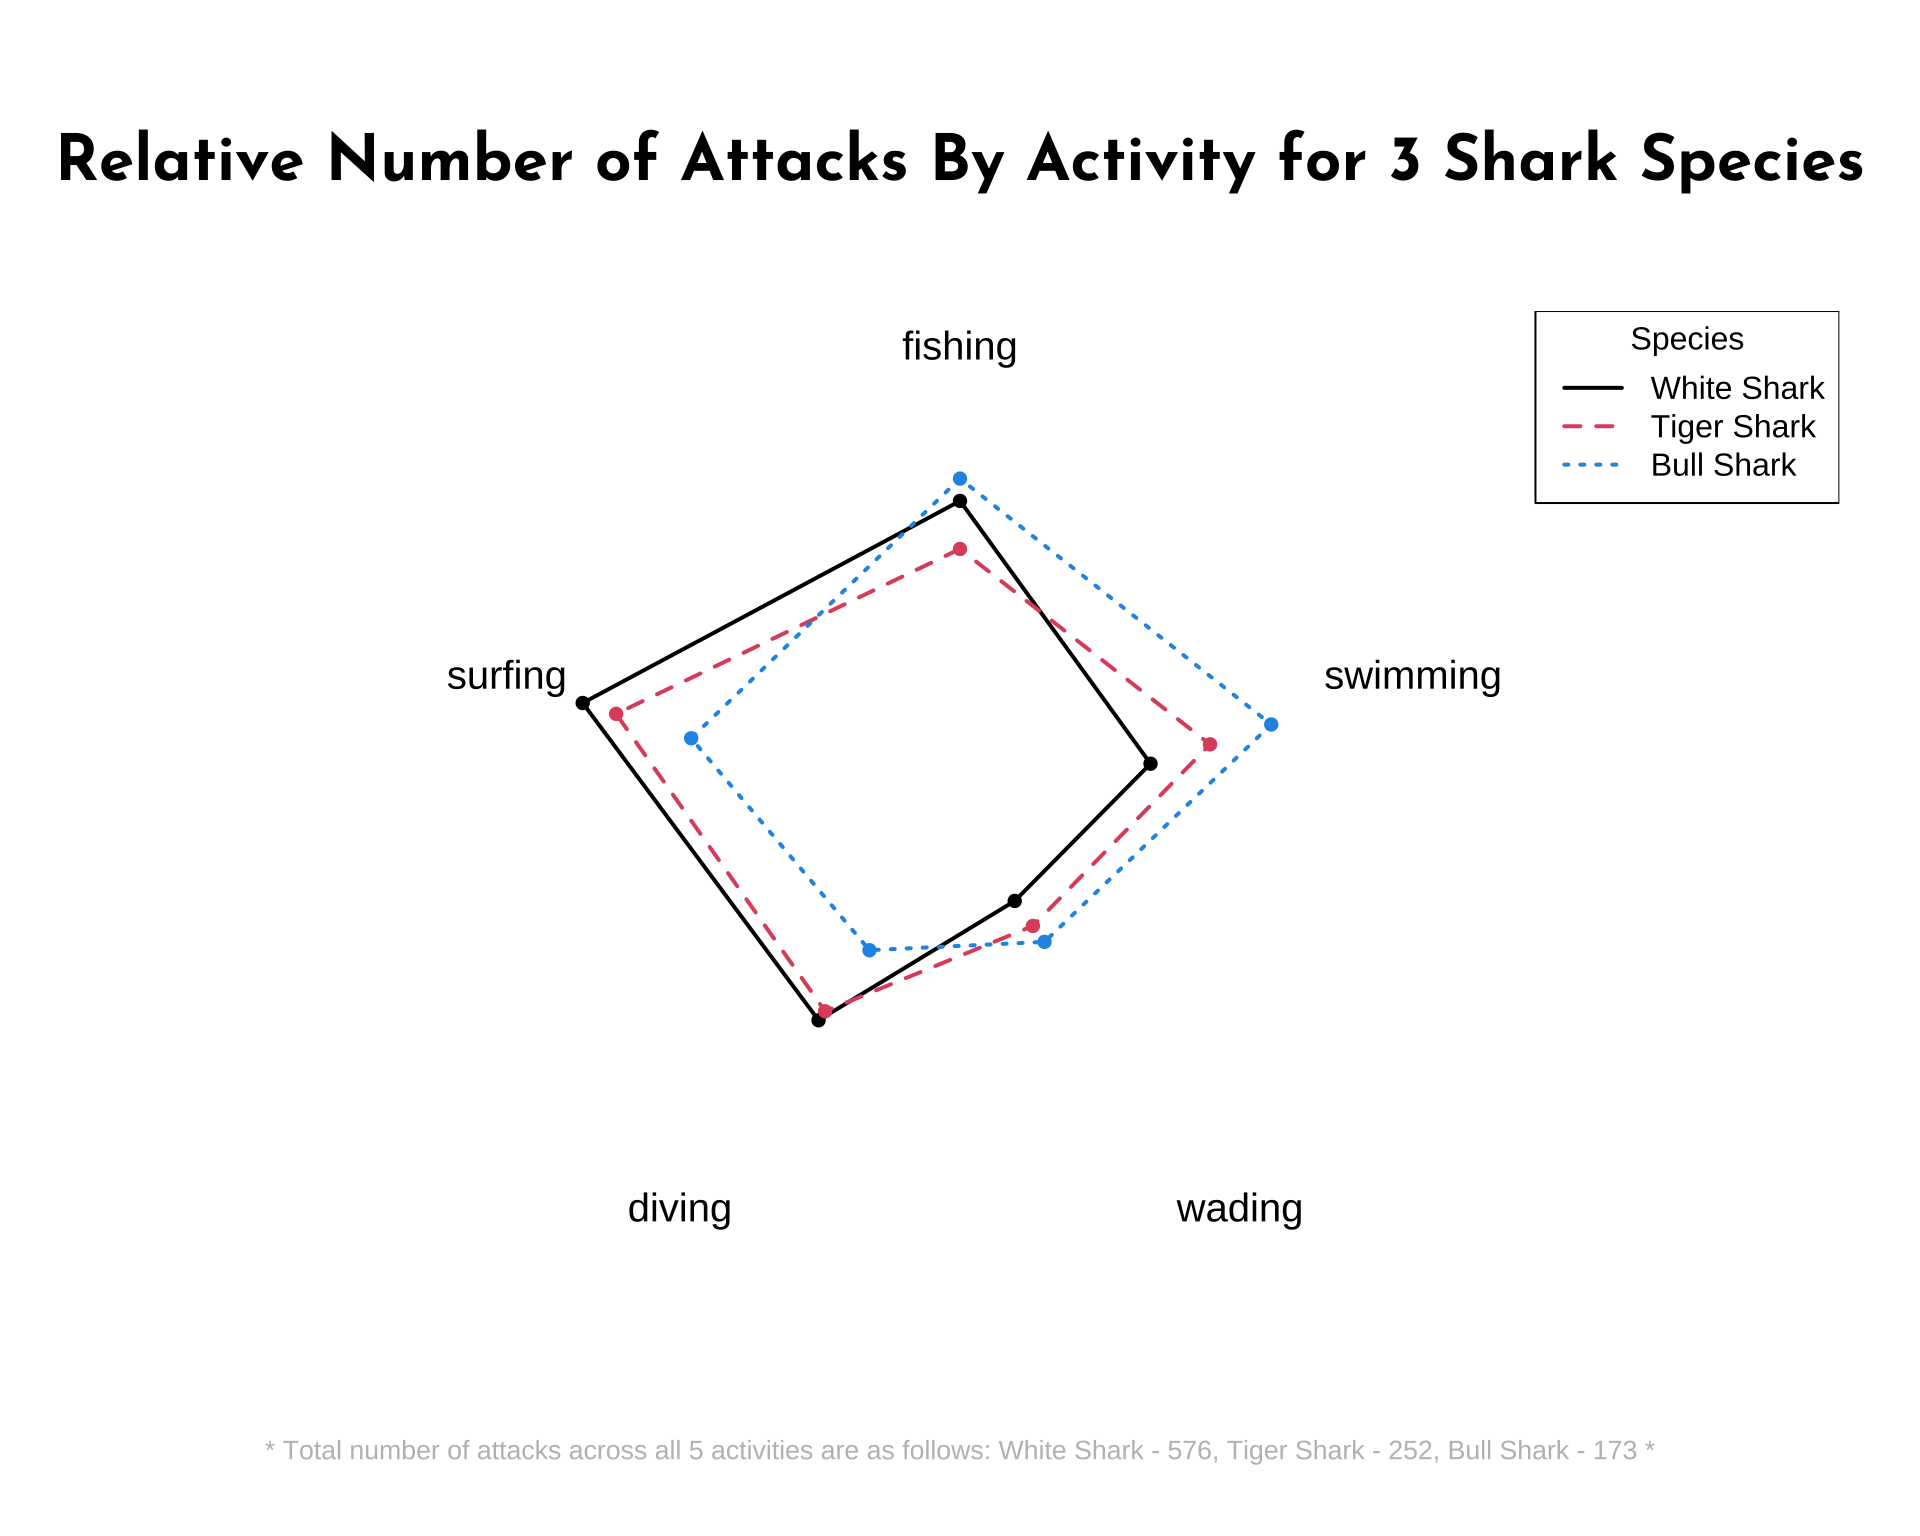 Relative Number of Attacks By Activity for 3 Shark Species
fishing
Species
White Shark
Tiger Shark
Bull Shark
surfing
swimming
diving
wading
* Total number of attacks across all 5 activities are as follows: White Shark - 576, Tiger Shark - 252, Bull Shark - 173 *